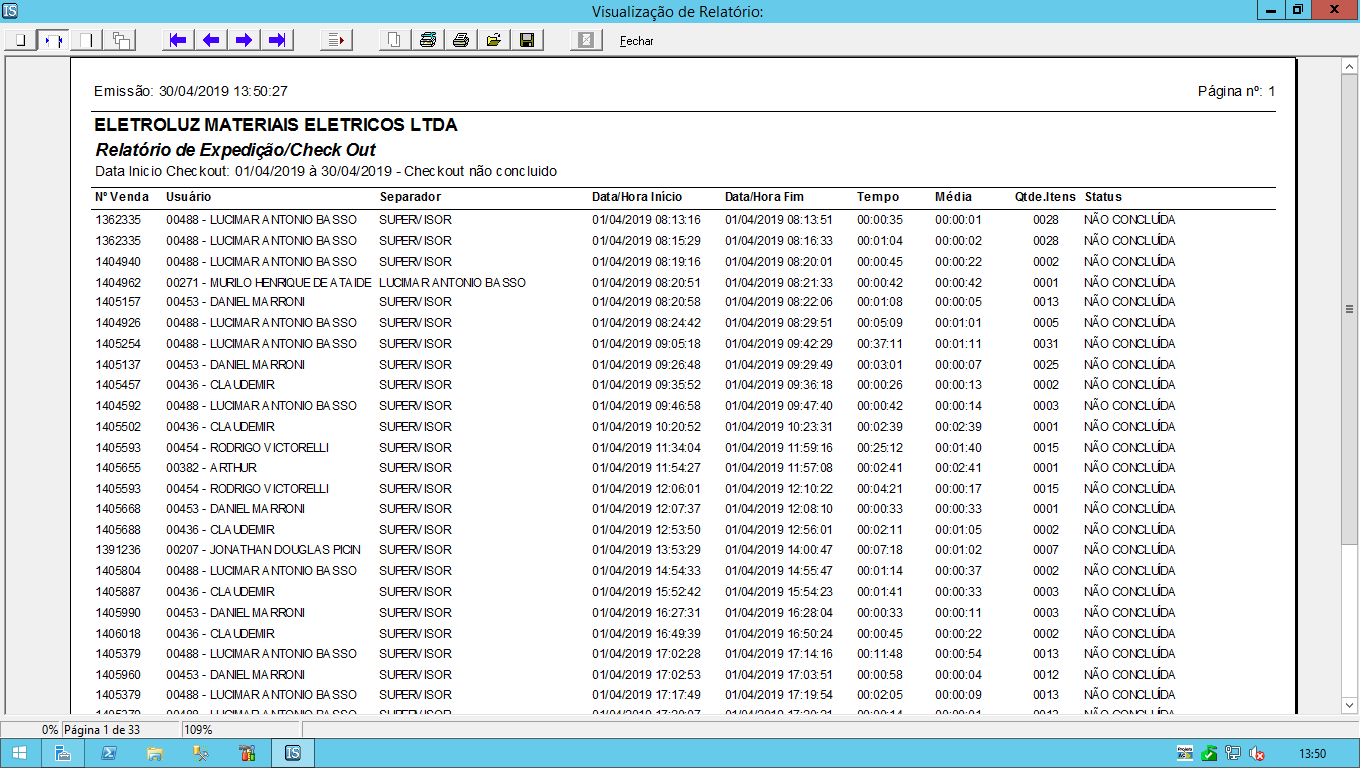 IS Visualização de Relatório:
Fechar
Emissão: 30/04/2019 13:50:27 Página nº: 1
ELETROLUZ MATERIAIS ELETRICOS LTDA
Relatório de Expedição/Check Out
Data Inicio Checkout: 01/04/2019 à 30/04/2019 - Checkout não concluido
Nº Venda Usuário Separador Data/Hora Início Data/Hora Fim Tempo Média Qtde.Itens Status
1362335 00488 - LUCIMAR ANTONIO BASSO SUPERVISOR 01/04/2019 08:13:16 01/04/2019 08:13:51 00:00:35 00:00:01 0028 NÃO CONCLUÍDA
1362335 00488 - LUCIMAR ANTONIO BASSO SUPERVISOR 01/04/2019 08:15:29 01/04/2019 08:16:33 00:01:04 00:00:02 0028 NÃO CONCLUÍDA
1404940 00488 - LUCIMAR ANTONIO BASSO SUPERVISOR 01/04/2019 08:19:16 01/04/2019 08:20:01 00:00:45 00:00:22 0002 NÃO CONCLUÍDA
1404962 00271 - MURILO HENRIQUE DE ATAIDE LUCIMAR ANTONIO BASSO 01/04/2019 08:20:51 01/04/2019 08:21:33 00:00:42 00:00:42 0001 NÃO CONCLUÍDA
1405157 00453 - DANIEL MARRONI SUPERVISOR 01/04/2019 08:20:58 01/04/2019 08:22:06 00:01:08 00:00:05 0013 NÃO CONCLUÍDA
1404926 00488 - LUCIMAR ANTONIO BASSO SUPERVISOR 01/04/2019 08:24:42 01/04/2019 08:29:51 00:05:09 00:01:01 0005 NÃO CONCLUÍDA
1405254 00488 - LUCIMAR ANTONIO BASSO SUPERVISOR 01/04/2019 09:05:18 01/04/2019 09:42:29 00:37:11 00:01:11 0031 NÃO CONCLUÍDA
1405137 00453 - DANIEL MARRONI SUPERVISOR 01/04/2019 09:26:48 01/04/2019 09:29:49 00:03:01 00:00:07 0025 NÃO CONCLUÍDA
1405457 00436 - CLAUDEMIR SUPERVISOR 01/04/2019 09:35:52 01/04/2019 09:36:18 00:00:26 00:00:13 0002 NÃO CONCLUÍDA
1404592 00488 - LUCIMAR ANTONIO BASSO SUPERVISOR 01/04/2019 09:46:58 01/04/2019 09:47:40 00:00:42 00:00:14 0003 NÃO CONCLUÍDA
1405502 00436 - CLAUDEMIR SUPERVISOR 01/04/2019 10:20:52 01/04/2019 10:23:31 00:02:39 00:02:39 0001 NÃO CONCLUÍDA
1405593 00454 - RODRIGO VICTORELLI SUPERVISOR 01/04/2019 11:34:04 01/04/2019 11:59:16 00:25:12 00:01:40 0015 NÃO CONCLUÍDA
1405655 00382 - ARTHUR SUPERVISOR 01/04/2019 11:54:27 01/04/2019 11:57:08 00:02:41 00:02:41 0001 NÃO CONCLUÍDA
1405593 00454 - RODRIGO VICTORELLI SUPERVISOR 01/04/2019 12:06:01 01/04/2019 12:10:22 00:04:21 00:00:17 0015 NÃO CONCLUÍDA
1405668 00453 - DANIEL MARRONI SUPERVISOR 01/04/2019 12:07:37 01/04/2019 12:08:10 00:00:33 00:00:33 0001 NÃO CONCLUÍDA
1405688 00436 - CLAUDEMIR SUPERVISOR 01/04/2019 12:53:50 01/04/2019 12:56:01 00:02:11 00:01:05 0002 NÃO CONCLUÍDA
1391236 00207 - JONATHAN DOUGLAS PICIN SUPERVISOR 01/04/2019 13:53:29 01/04/2019 14:00:47 00:07:18 00:01:02 0007 NÃO CONCLUÍDA
1405804 00488 - LUCIMAR ANTONIO BASSO SUPERVISOR 01/04/2019 14:54:33 01/04/2019 14:55:47 00:01:14 00:00:37 0002 NÃO CONCLUÍDA
1405887 00436 - CLAUDEMIR SUPERVISOR 01/04/2019 15:52:42 01/04/2019 15:54:23 00:01:41 00:00:33 0003 NÃO CONCLUÍDA
1405990 00453 - DANIEL MARRONI SUPERVISOR 01/04/2019 16:27:31 01/04/2019 16:28:04 00:00:33 00:00:11 0003 NÃO CONCLUÍDA
1406018 00436 - CLAUDEMIR SUPERVISOR 01/04/2019 16:49:39 01/04/2019 16:50:24 00:00:45 00:00:22 0002 NÃO CONCLUÍDA
1405379 00488 - LUCIMAR ANTONIO BASSO SUPERVISOR 01/04/2019 17:02:28 01/04/2019 17:14:16 00:11:48 00:00:54 0013 NÃO CONCLUÍDA
1405960 00453 - DANIEL MARRONI SUPERVISOR 01/04/2019 17:02:53 01/04/2019 17:03:51 00:00:58 00:00:04 0012 NÃO CONCLUÍDA
1405379 00488 - LUCIMAR ANTONIO BASSO SUPERVISOR 01/04/2019 17:17:49 01/04/2019 17:19:54 00:02:05 00:00:09 0013 NÃO CONCLUÍDA
0% Página 1 de 33 109%
IS 13:50